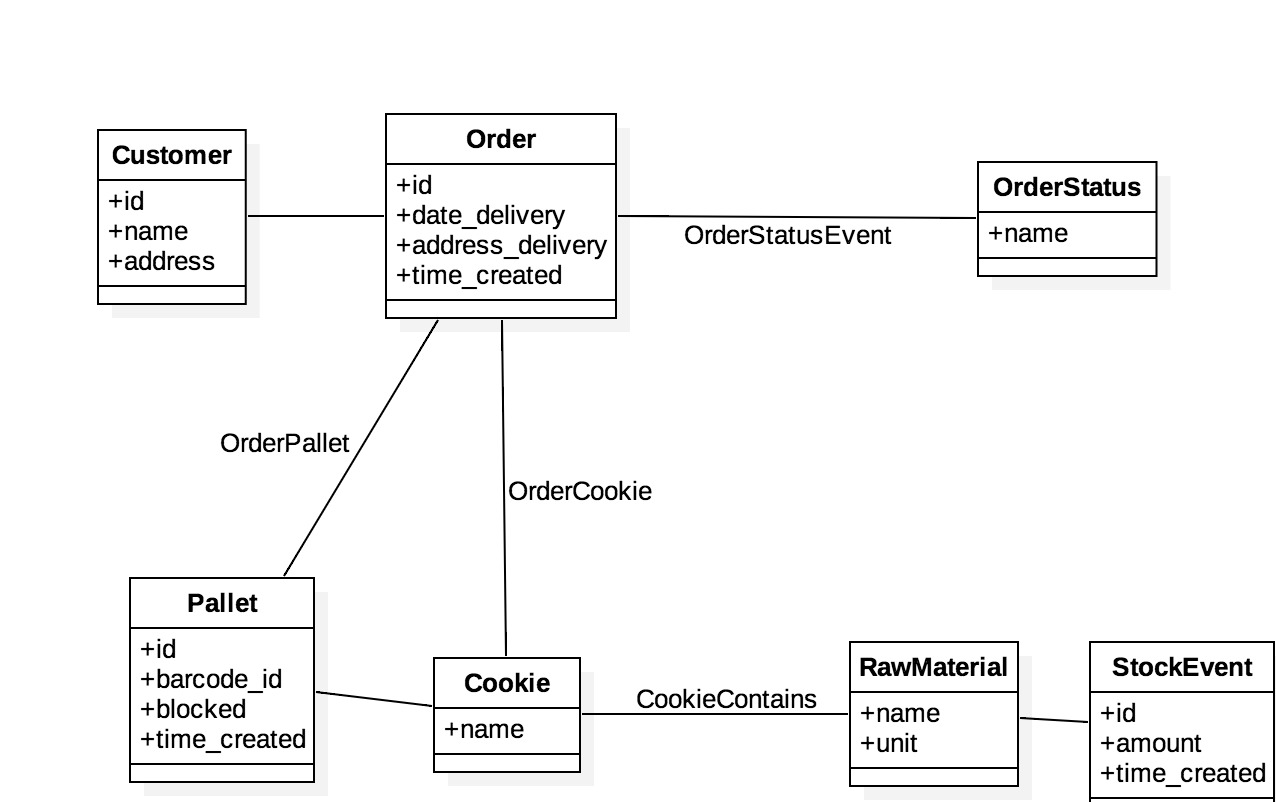 Customer
+id
+name
+address
Order
+id
+date_delivery
+address_delivery
+time_created
OrderStatusEvent
OrderStatus
+name
OrderPallet
OrderCookie
Pallet
+id
+barcode_id
+blocked
+time_created
Cookie
+name
CookieContains
RawMaterial
+name
+unit
StockEvent
+id
+amount
+time_created